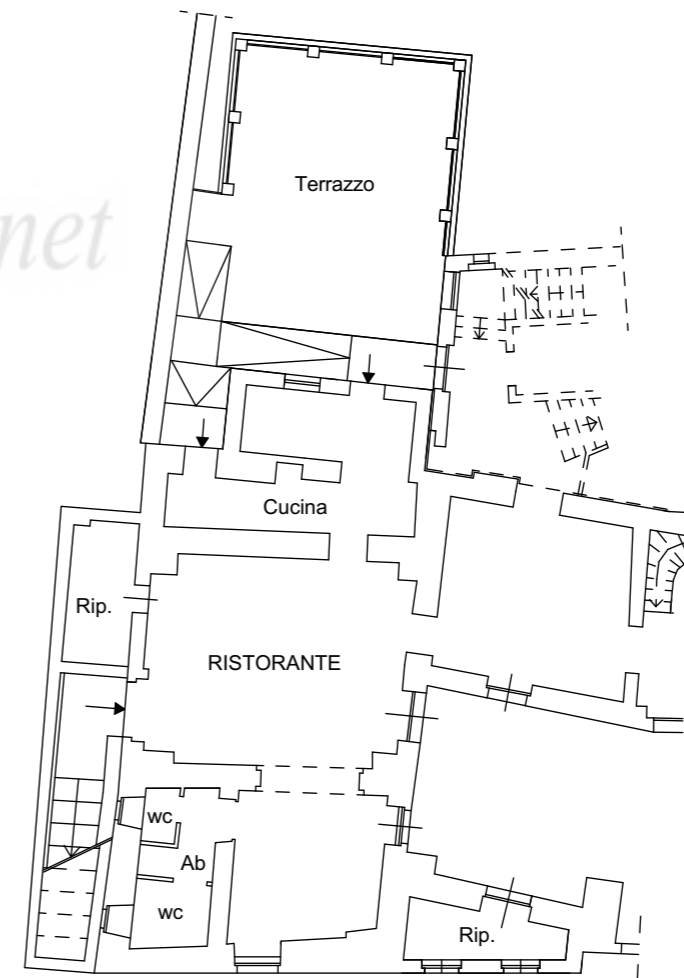 net
Terrazzo
Cucina
Rip.
RISTORANTE
wc
Ab
wc
Rip.